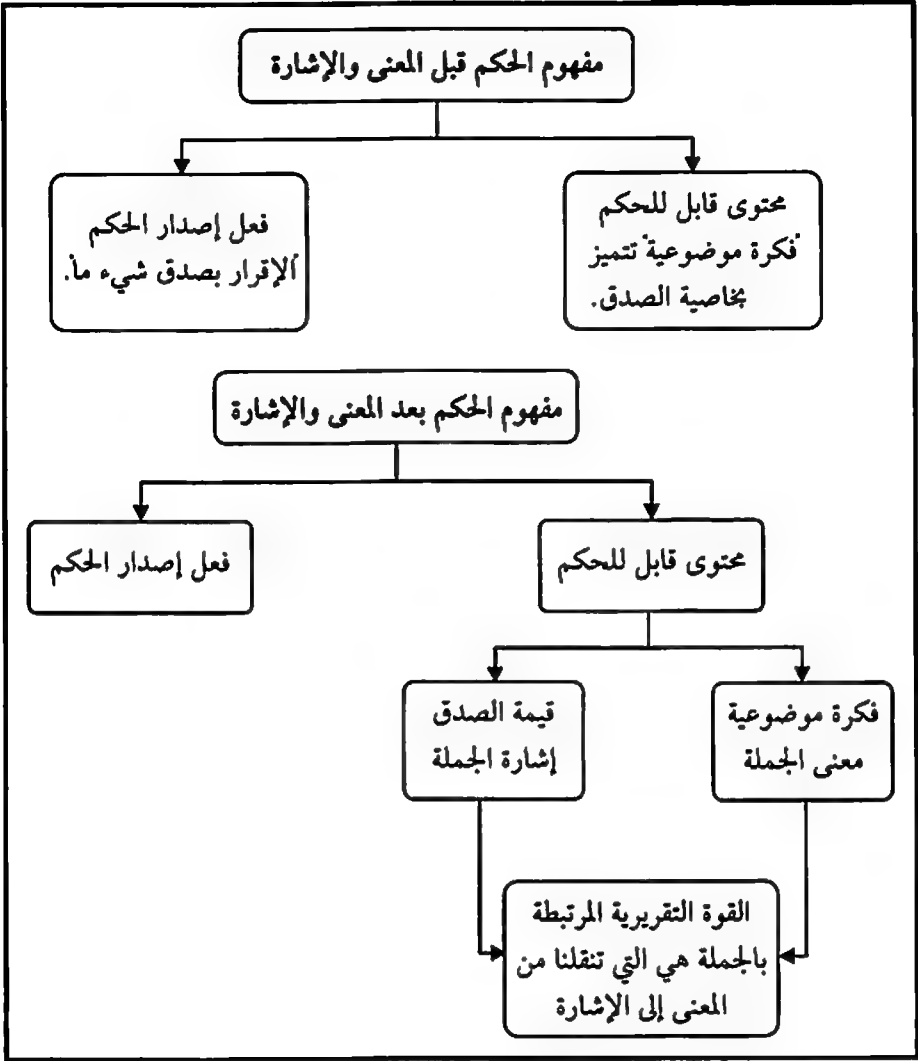 مفهوم الحكم قبل المعنى والإشارة
محتوى قابل للحكم
"فكرة موضوعية" تتميز
بخاصية الصدق.
فعل إصدار الحكم
"الإقرار بصدق شيء ما".
مفهوم الحكم بعد المعنى والإشارة
محتوى قابل للحكم
فعل إصدار الحكم
فكرة موضوعية
معنى الجملة
قيمة الصدق
إشارة الجملة
القوة التقريرية المرتبطة
بالجملة هي التي تنقلنا من
المعنى إلى الإشارة